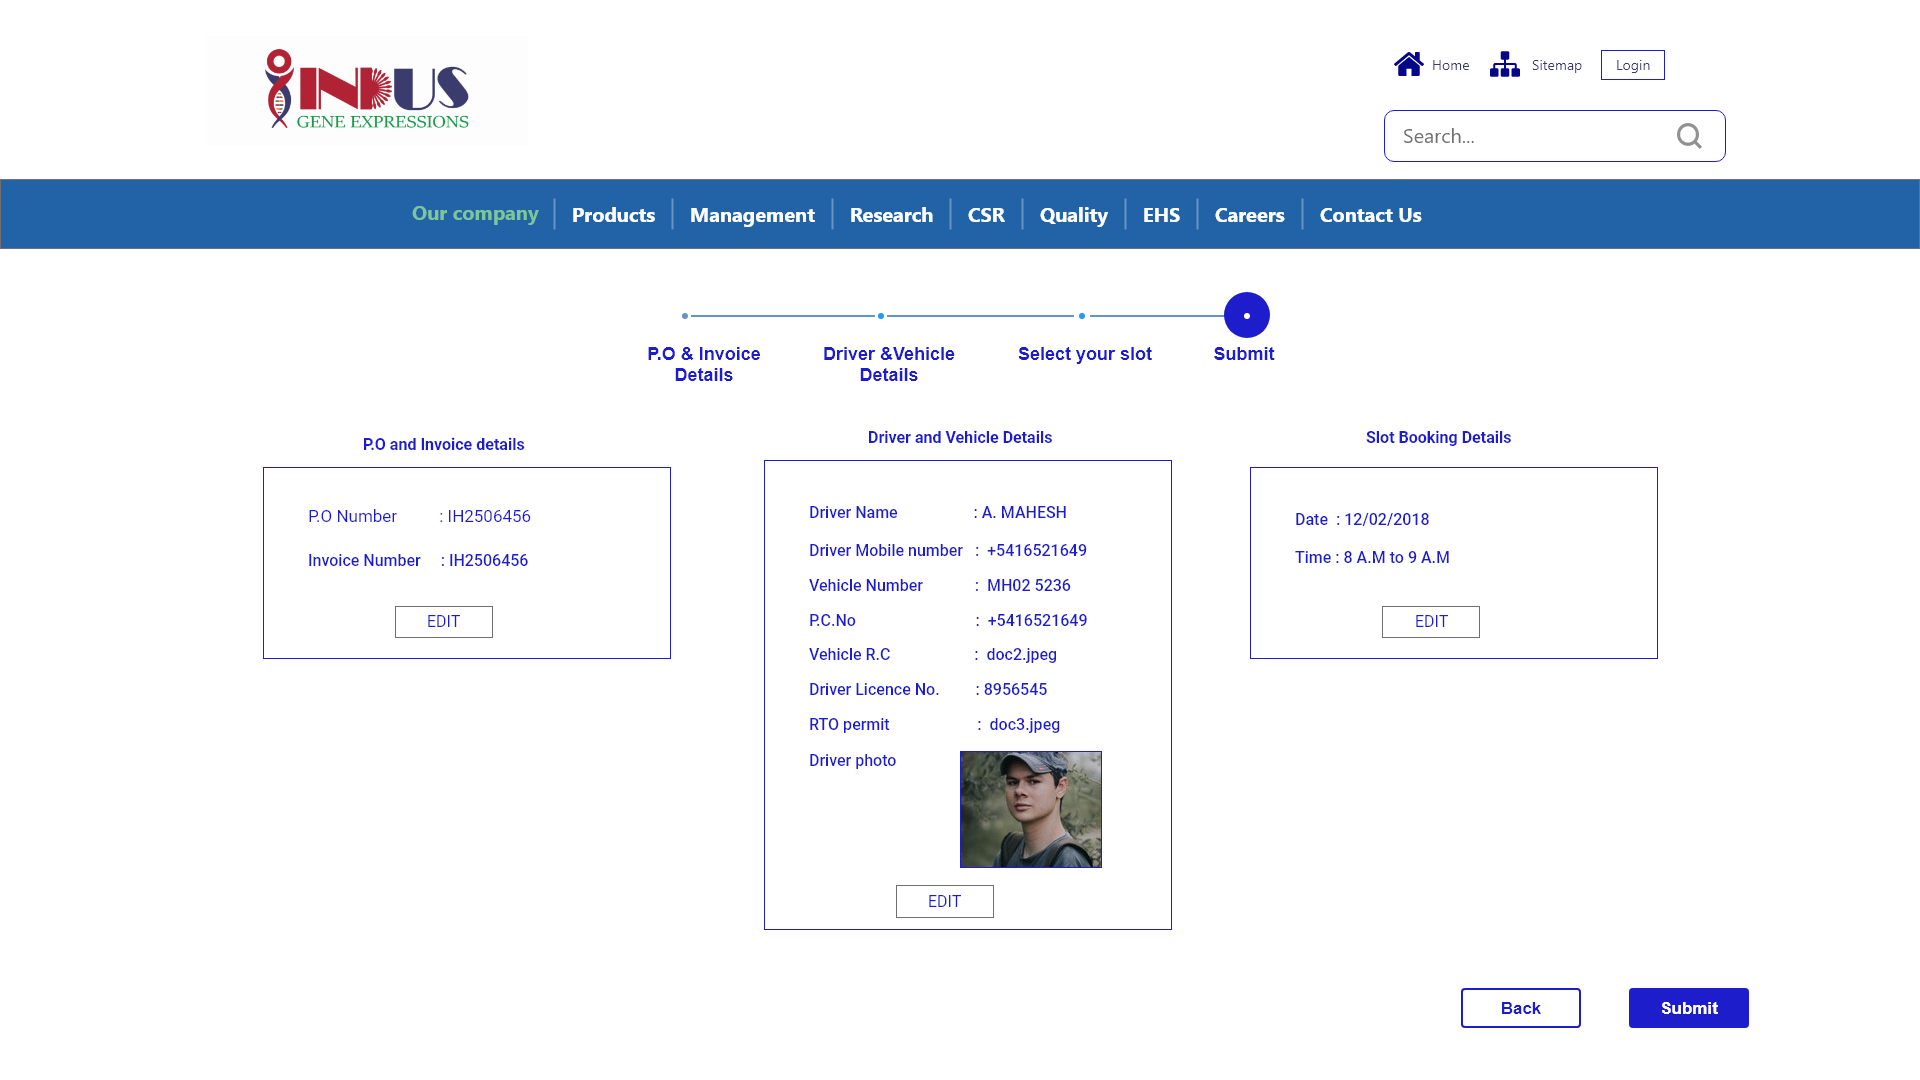 INDUS
GENE EXPRESSIONS
Home
Sitemap
Login
Search...
Our company
Products
Management
Research
CSR
Quality
EHS
Careers
Contact Us
P.O & Invoice
Details
Driver &Vehicle
Details
Select your slot
Submit
P.O and Invoice details
P.O Number : IH2506456
Invoice Number : IH2506456
EDIT
Driver and Vehicle Details
Driver Name : A. MAHESH
Driver Mobile number : +5416521649
Vehicle Number : MH02 5236
P.C.No : +5416521649
Vehicle R.C : doc2.jpeg
Driver Licence No. : 8956545
RTO permit : doc3.jpeg
Driver photo
EDIT
Slot Booking Details
Date : 12/02/2018
Time : 8 A.M to 9 A.M
EDIT
Back
Submit